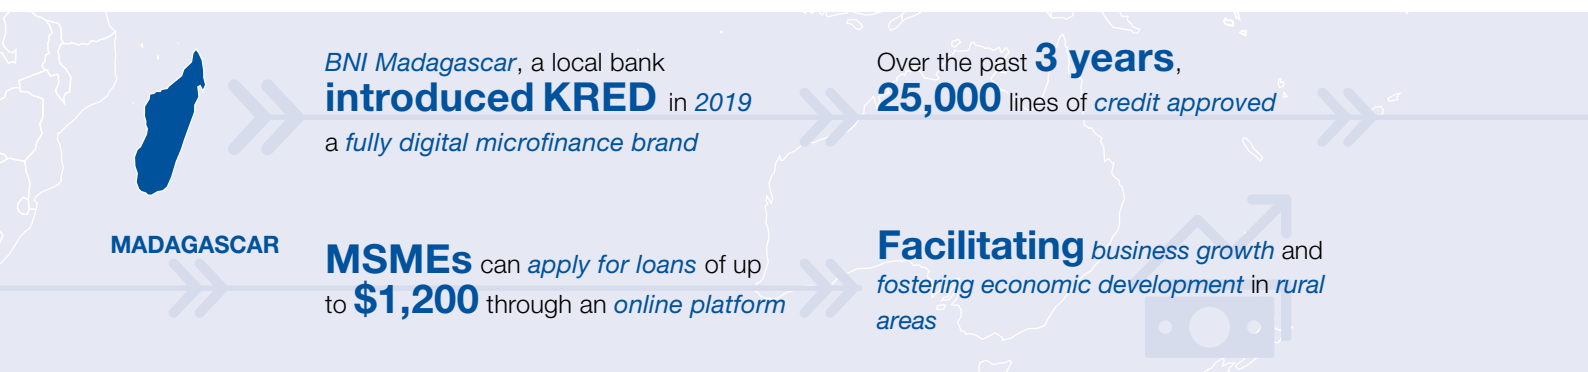 BNI Madagascar, a local bank
introduced KRED in 2019
a fully digital microfinance brand
Over the past 3 years,
25,000 lines of credit approved
MADAGASCAR
MSMEs can apply for loans of up
to $1,200 through an online platform
Facilitating business growth and
fostering economic development in rural
areas